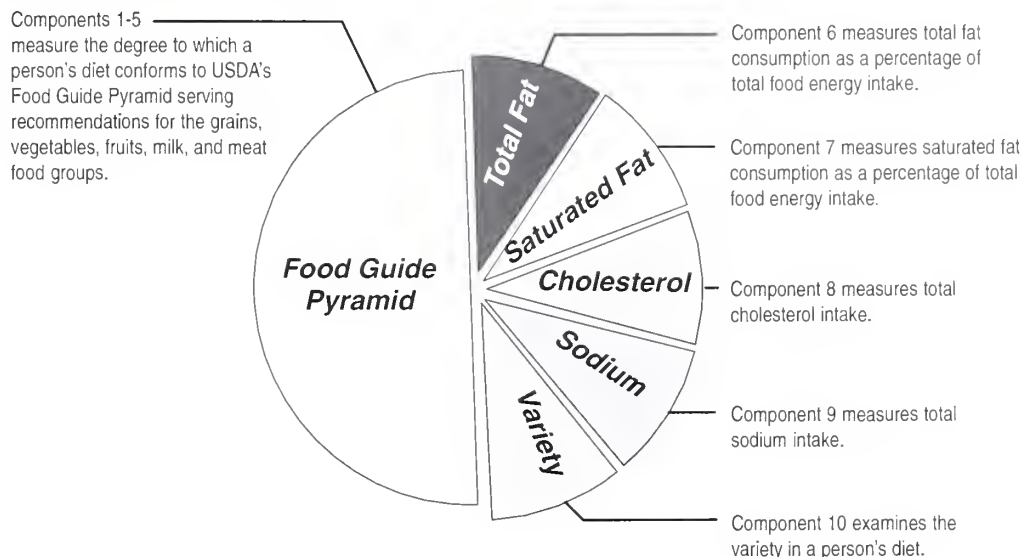 Components 1-5
measure the degree to which a
person's diet conforms to USDA's
Food Guide Pyramid serving
recommendations for the grains,
vegetables, fruits, milk, and meat
food groups.
Food Guide
Pyramid
Total Fat
Saturated Fat
Cholesterol
Sodium
Variety
Component 6 measures total fat
consumption as a percentage of
total food energy intake.
Component 7 measures saturated fat
consumption as a percentage of total
food energy intake.
Component 8 measures total
cholesterol intake.
Component 9 measures total
sodium intake.
Component 10 examines the
variety in a person's diet.